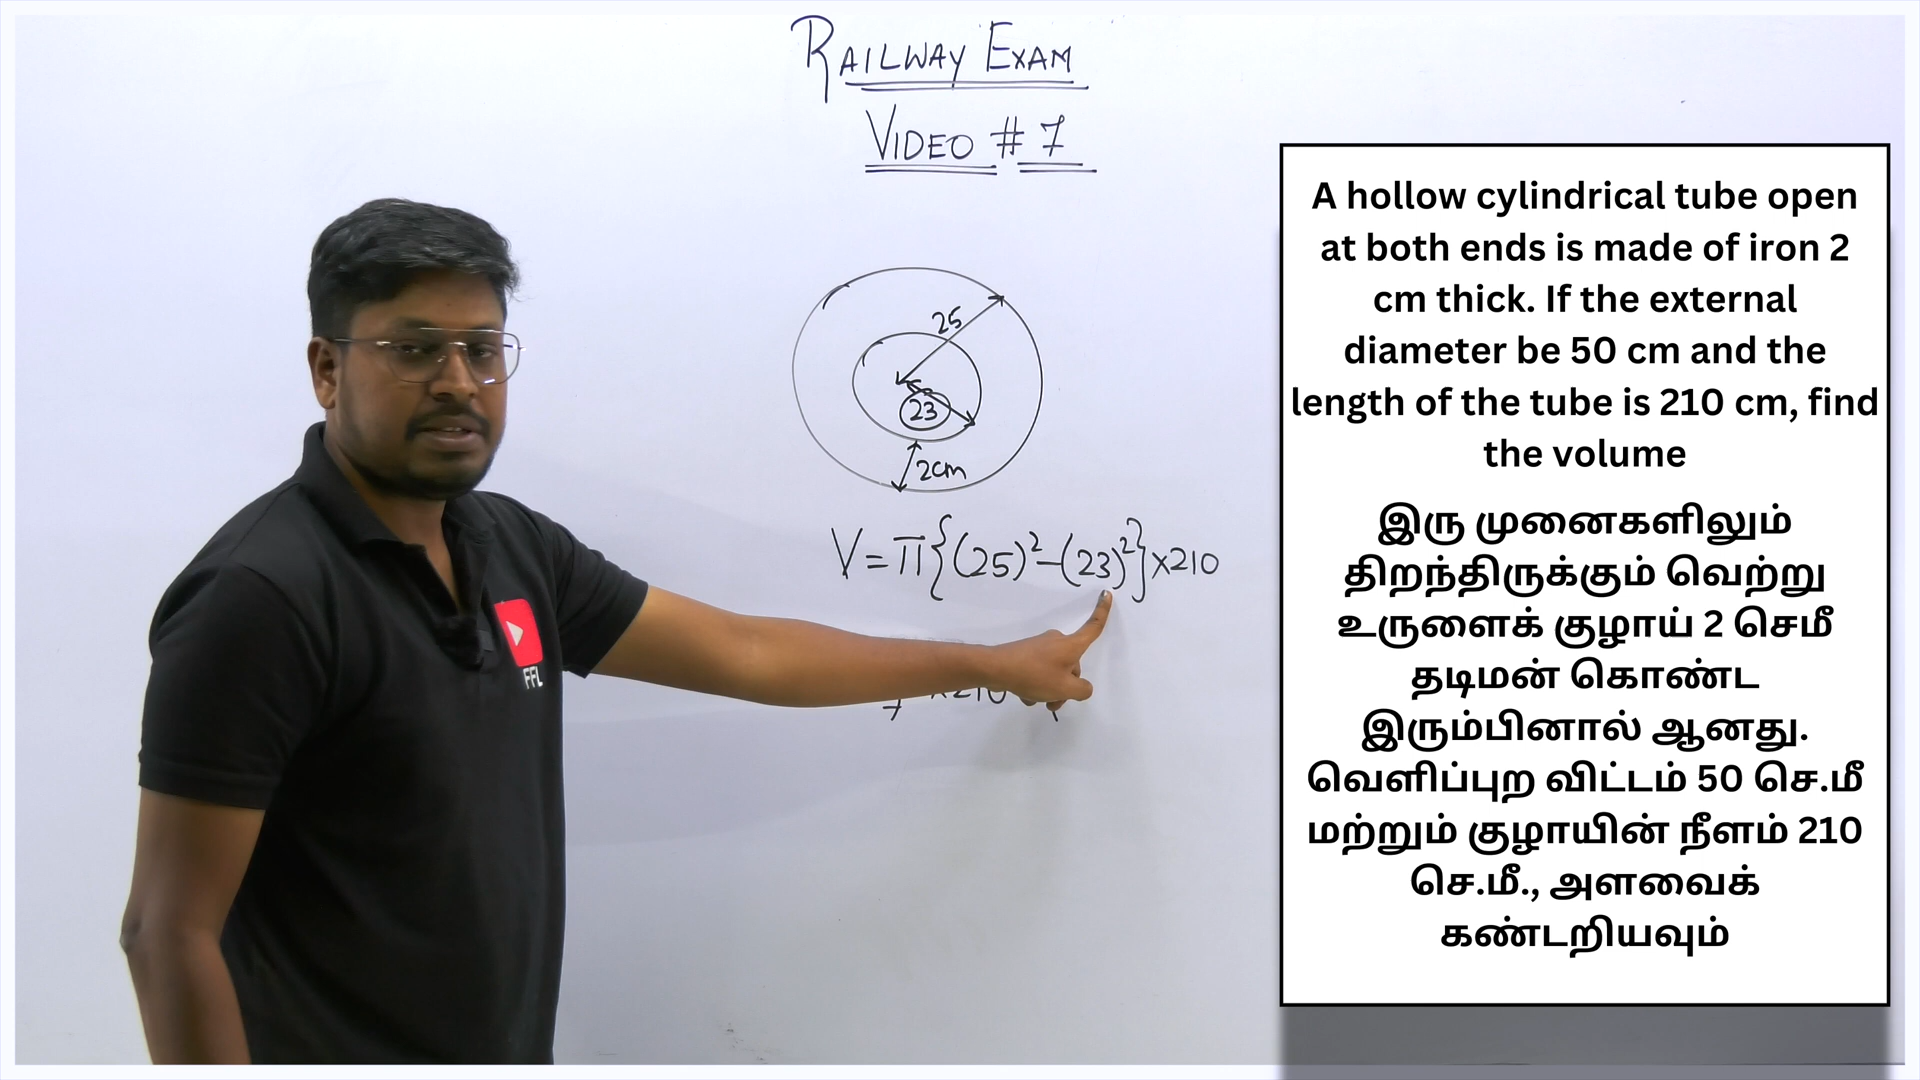 RAILWAY EXAM
VIDEO # 7
25
23
2cm
V = π{(25)²-(23)²}×210
7 ×210
FFL
A hollow cylindrical tube open
at both ends is made of iron 2
cm thick. If the external
diameter be 50 cm and the
length of the tube is 210 cm, find
the volume
இரு முனைகளிலும்
திறந்திருக்கும் வெற்று
உருளைக் குழாய் 2 செமீ
தடிமன் கொண்ட
இரும்பினால் ஆனது.
வெளிப்புற விட்டம் 50 செ.மீ
மற்றும் குழாயின் நீளம் 210
செ.மீ., அளவைக்
கண்டறியவும்